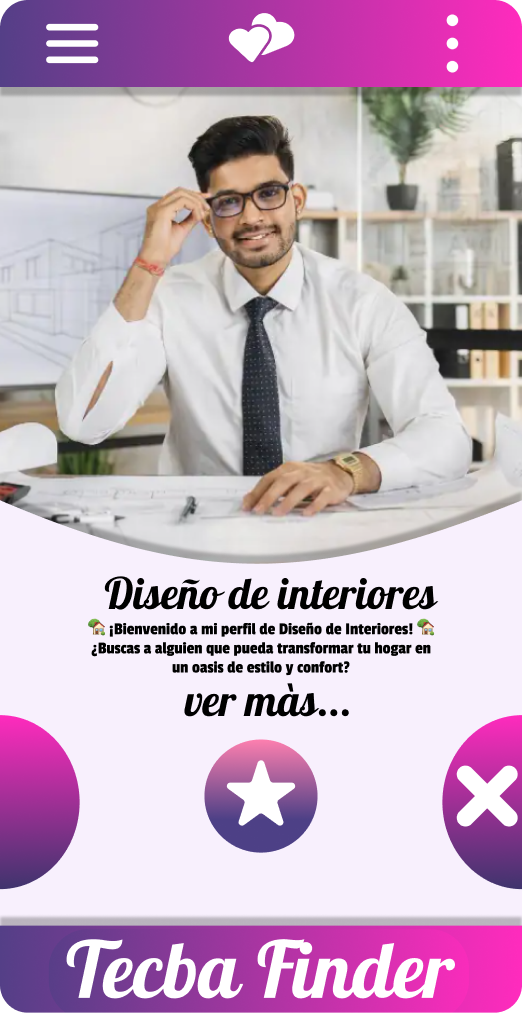 Diseño de interiores
🏡 ¡Bienvenido a mi perfil de Diseño de Interiores! 🏡
¿Buscas a alguien que pueda transformar tu hogar en
un oasis de estilo y confort?
ver màs...
Tecba Finder